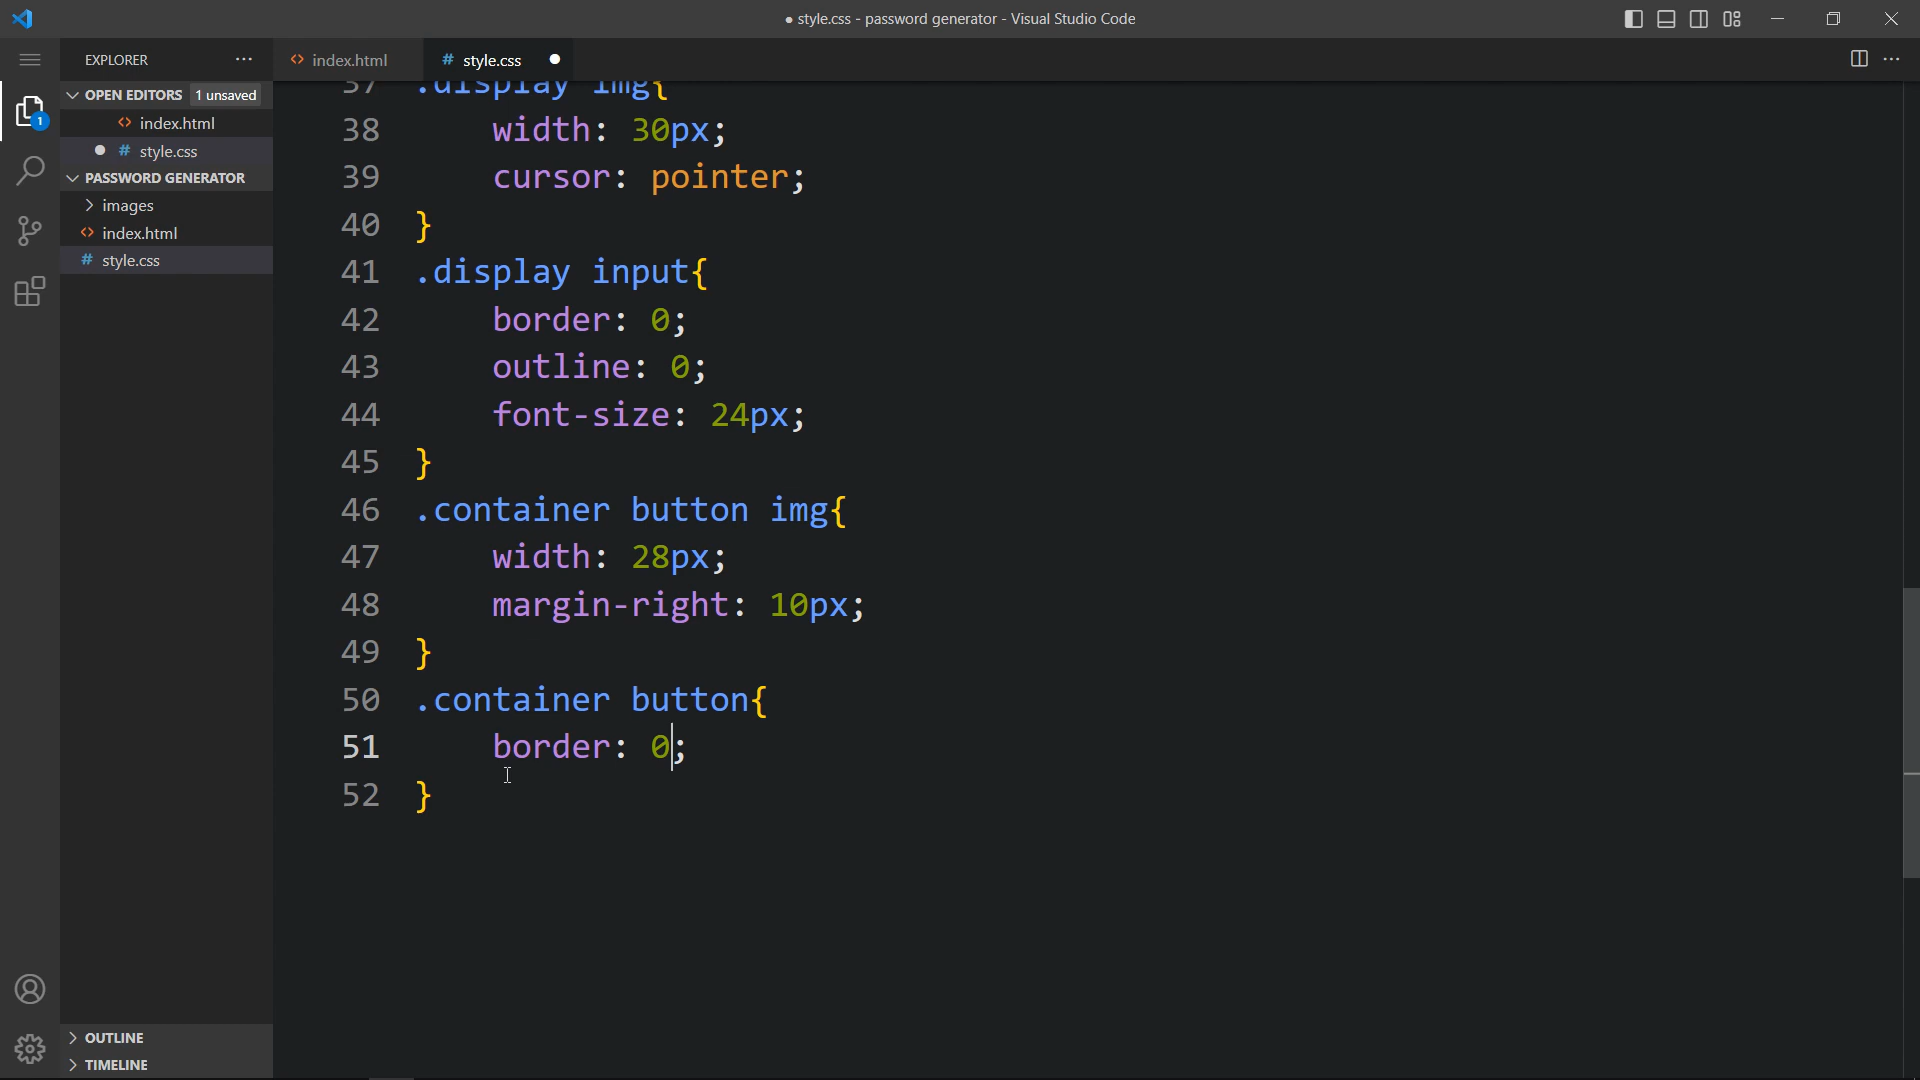 ● style.css - password generator - Visual Studio Code
EXPLORER
index.html
style.css
OPEN EDITORS 1 unsaved
index.html
style.css
PASSWORD GENERATOR
images
index.html
style.css
OUTLINE
TIMELINE
1
37 .display img{
38 width: 30px;
39 cursor: pointer;
40 }
41 .display input{
42 border: 0;
43 outline: 0;
44 font-size: 24px;
45 }
46 .container button img{
47 width: 28px;
48 margin-right: 10px;
49 }
50 .container button{
51 border: 0;
52 }